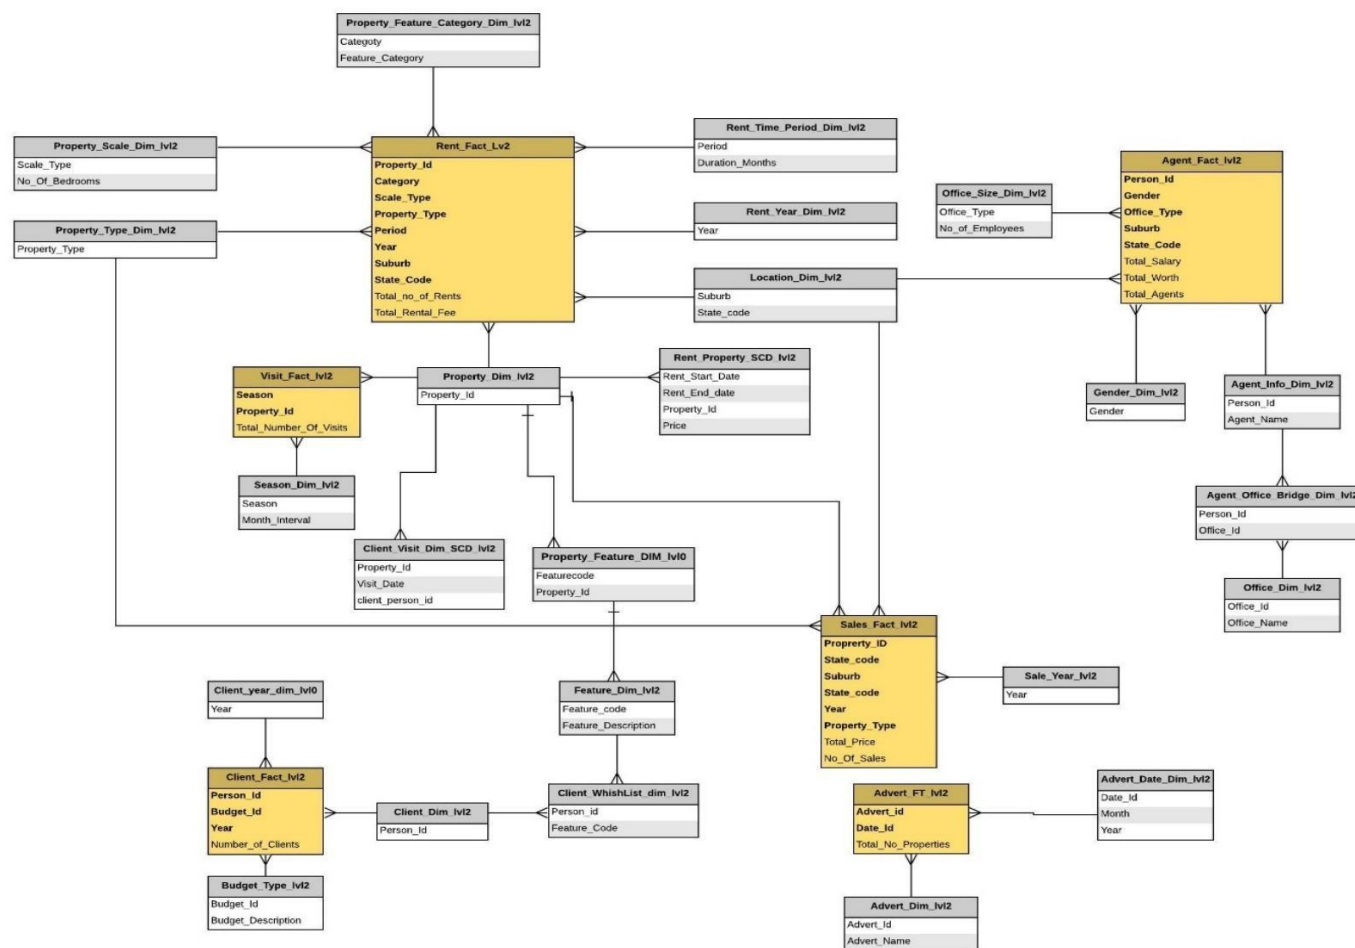 Property_Feature_Category_Dim_lvl2
Categoty
Feature_Category
Property_Scale_Dim_lvl2
Scale_Type
No_Of_Bedrooms
Property_Type_Dim_lvl2
Property_Type
Rent_Fact_Lv2
Property_Id
Category
Scale_Type
Property_Type
Period
Year
Suburb
State_Code
Total_no_of_Rents
Total_Rental_Fee
Rent_Time_Period_Dim_lvl2
Period
Duration_Months
Rent_Year_Dim_lvl2
Year
Location_Dim_lvl2
Suburb
State_code
Office_Size_Dim_lvl2
Office_Type
No_of_Employees
Agent_Fact_lvl2
Person_Id
Gender
Office_Type
Suburb
State_Code
Total_Salary
Total_Worth
Total_Agents
Visit_Fact_lvl2
Season
Property_Id
Total_Number_Of_Visits
Property_Dim_lvl2
Property_Id
Rent_Property_SCD_lvl2
Rent_Start_Date
Rent_End_date
Property_Id
Price
Gender_Dim_lvl2
Gender
Agent_Info_Dim_lvl2
Person_Id
Agent_Name
Season_Dim_lvl2
Season
Month_Interval
Agent_Office_Bridge_Dim_lvl2
Person_Id
Office_Id
Client_Visit_Dim_SCD_lvl2
Property_Id
Visit_Date
client_person_id
Property_Feature_DIM_lvl0
Featurecode
Property_Id
Office_Dim_lvl2
Office_Id
Office_Name
Sales_Fact_lvl2
Proprerty_ID
State_code
Suburb
State_code
Year
Property_Type
Total_Price
No_Of_Sales
Sale_Year_lvl2
Year
Client_year_dim_lvl0
Year
Feature_Dim_lvl2
Feature_code
Feature_Description
Client_Fact_lvl2
Person_Id
Budget_Id
Year
Number_of_Clients
Client_Dim_lvl2
Person_Id
Client_WhishList_dim_lvl2
Person_id
Feature_Code
Advert_FT_lvl2
Advert_id
Date_Id
Total_No_Properties
Advert_Date_Dim_lvl2
Date_Id
Month
Year
Budget_Type_lvl2
Budget_Id
Budget_Description
Advert_Dim_lvl2
Advert_Id
Advert_Name